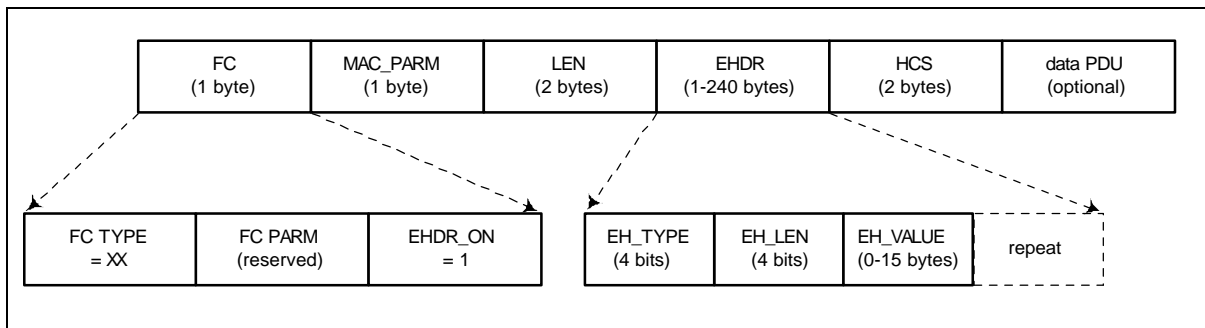 FC
(1 byte)
MAC_PARM
(1 byte)
LEN
(2 bytes)
EHDR
(1-240 bytes)
HCS
(2 bytes)
data PDU
(optional)
FC TYPE
= XX
FC PARM
(reserved)
EHDR_ON
= 1
EH_TYPE
(4 bits)
EH_LEN
(4 bits)
EH_VALUE
(0-15 bytes)
repeat